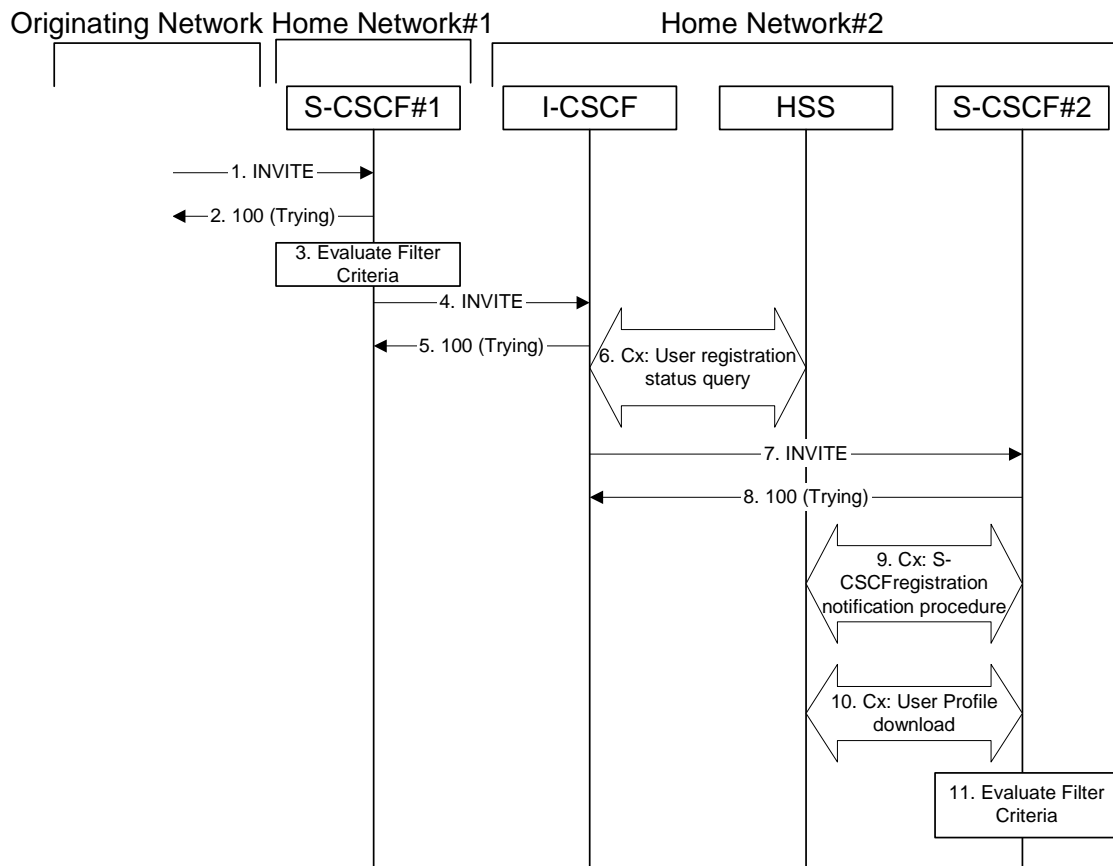 Originating Network Home Network#1 Home Network#2
S-CSCF#1 I-CSCF HSS S-CSCF#2
1. INVITE
2. 100 (Trying)
3. Evaluate Filter
Criteria
4. INVITE
5. 100 (Trying)
6. Cx: User registration
status query
7. INVITE
8. 100 (Trying)
9. Cx: S-
CSCFregistration
notification procedure
10. Cx: User Profile
download
11. Evaluate Filter
Criteria